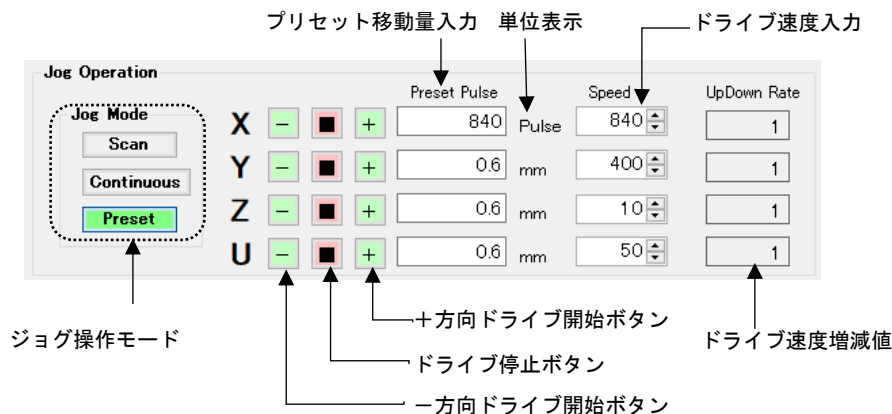 プリセット移動量入力 単位表示 ドライブ速度入力
Jog Operation
Preset Pulse Speed UpDown Rate
Jog Mode
Scan
Continuous
Preset
X − ■ + 840 Pulse 840 1
Y − ■ + 0.6 mm 400 1
Z − ■ + 0.6 mm 10 1
U − ■ + 0.6 mm 50 1
ジョグ操作モード
＋方向ドライブ開始ボタン
ドライブ速度増減値
ドライブ停止ボタン
－方向ドライブ開始ボタン